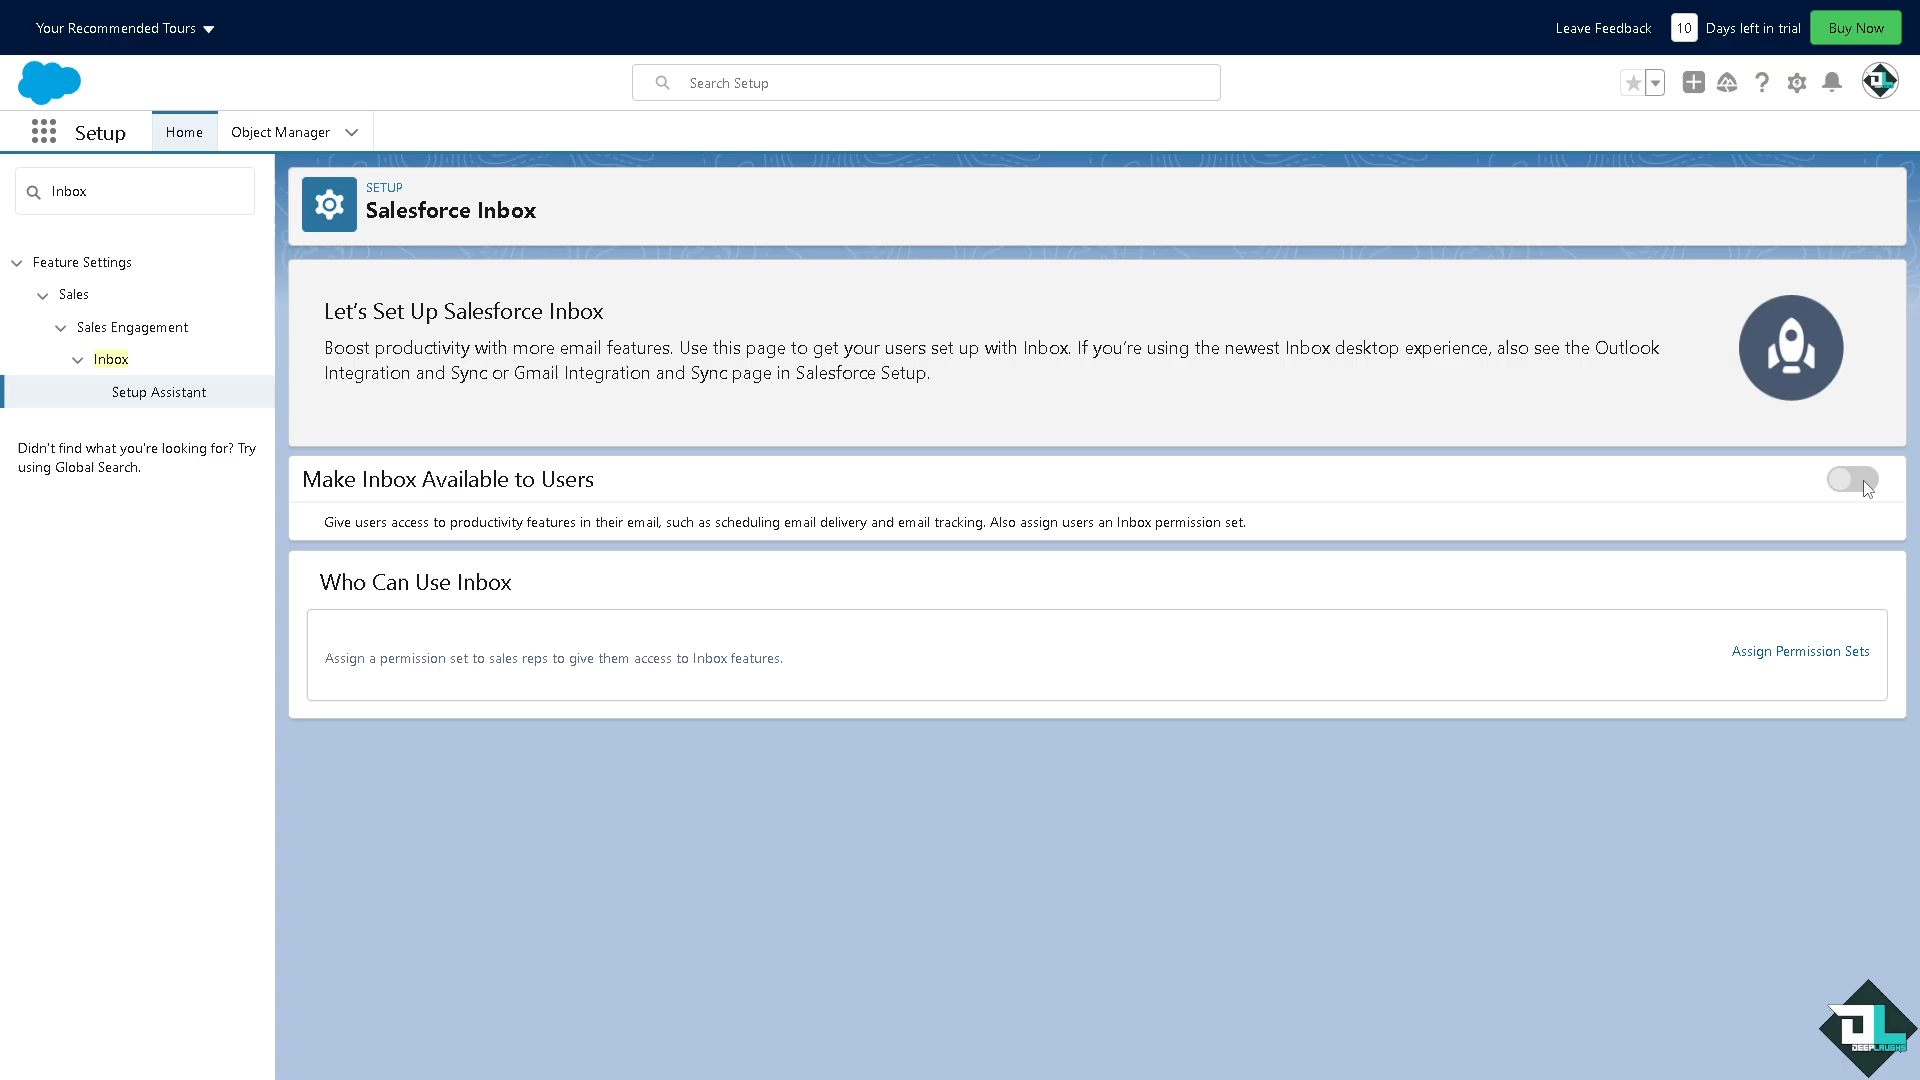 Your Recommended Tours
Leave Feedback
10 Days left in trial
Buy Now
Search Setup
Setup
Home
Object Manager
Inbox
Feature Settings
Sales
Sales Engagement
Inbox
Setup Assistant
Didn't find what you're looking for? Try
using Global Search.
SETUP
Salesforce Inbox
Let’s Set Up Salesforce Inbox
Boost productivity with more email features. Use this page to get your users set up with Inbox. If you’re using the newest Inbox desktop experience, also see the Outlook
Integration and Sync or Gmail Integration and Sync page in Salesforce Setup.
Make Inbox Available to Users
Give users access to productivity features in their email, such as scheduling email delivery and email tracking. Also assign users an Inbox permission set.
Who Can Use Inbox
Assign a permission set to sales reps to give them access to Inbox features.
Assign Permission Sets
DL
DEEPLAUGHS